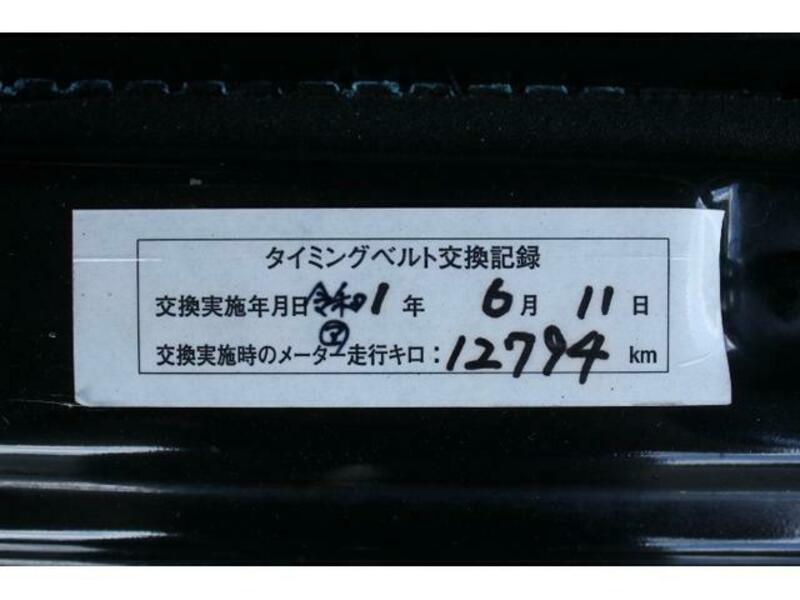 タイミングベルト交換記録
交換実施年月日 令和1年 6月 11日
交換実施時のメーター走行キロ：12794 km